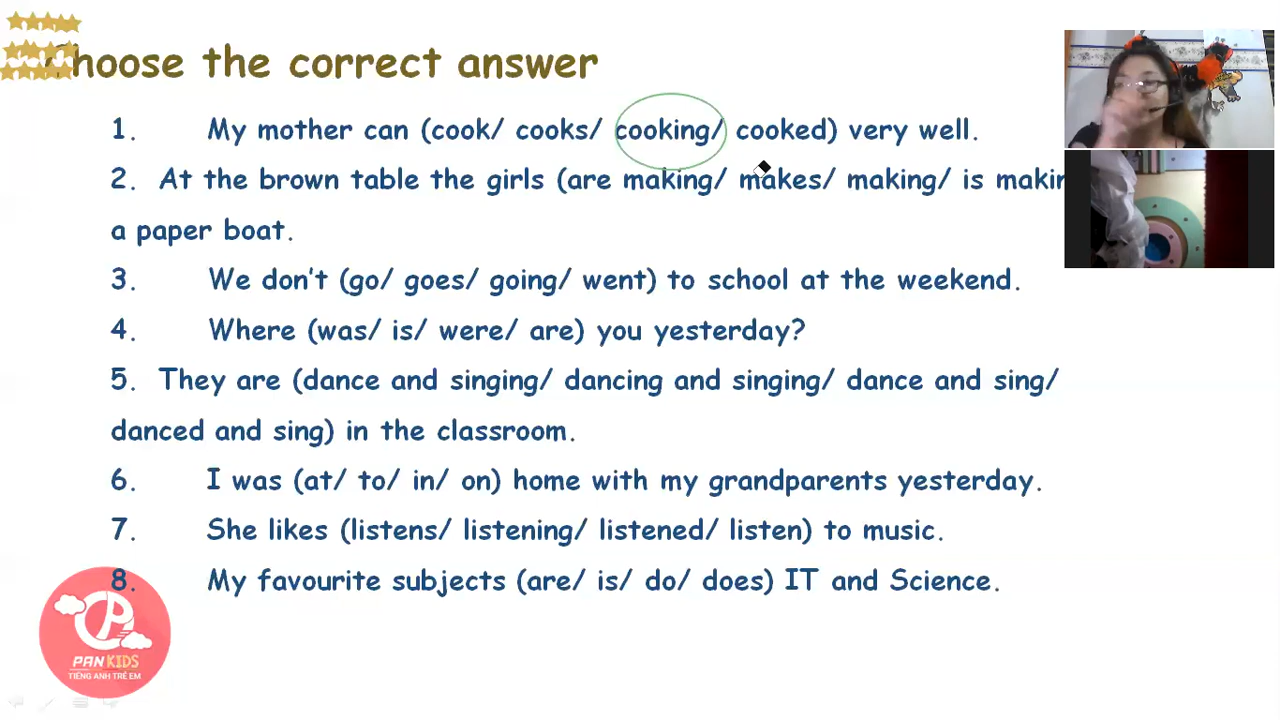 Choose the correct answer
1. My mother can (cook/ cooks/ cooking/ cooked) very well.
2. At the brown table the girls (are making/ makes/ making/ is makin
a paper boat.
3. We don't (go/ goes/ going/ went) to school at the weekend.
4. Where (was/ is/ were/ are) you yesterday?
5. They are (dance and singing/ dancing and singing/ dance and sing/
danced and sing) in the classroom.
6. I was (at/ to/ in/ on) home with my grandparents yesterday.
7. She likes (listens/ listening/ listened/ listen) to music.
8. My favourite subjects (are/ is/ do/ does) IT and Science.
PAN KIDS
TIẾNG ANH TRẺ EM